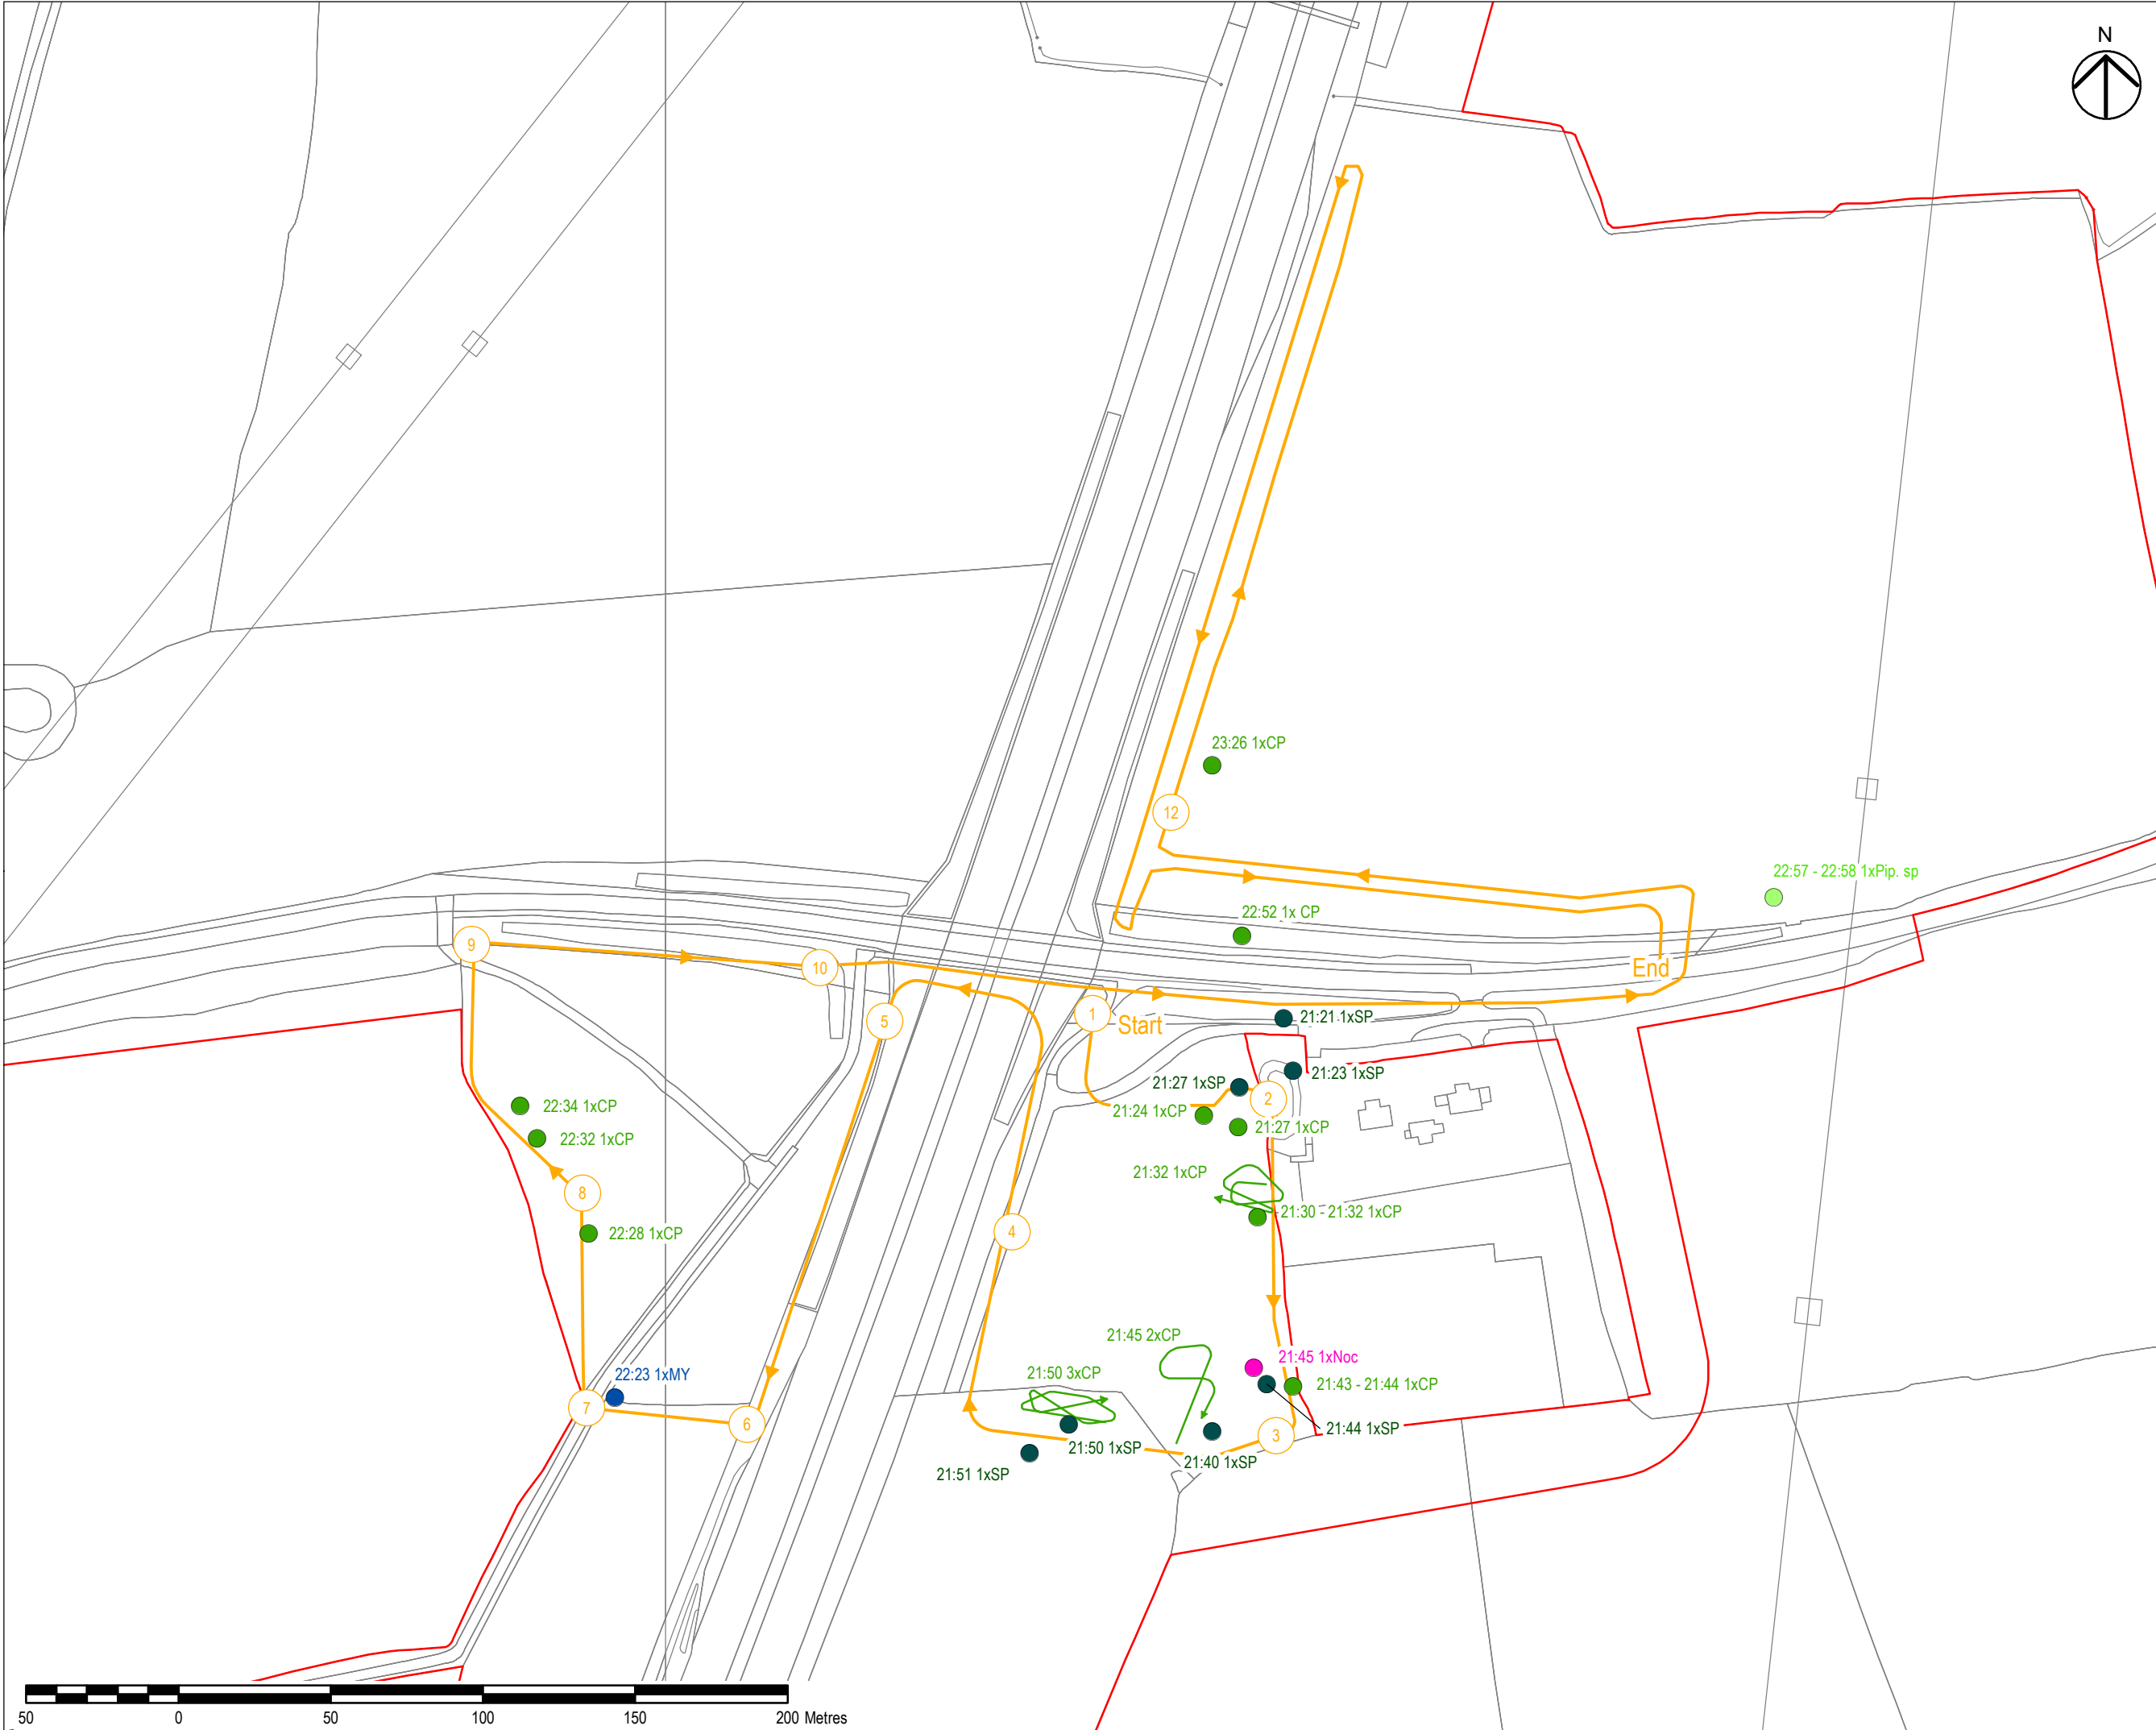 N
23:26 1xCP
12
22:57 - 22:58 1xPip. sp
22:52 1x CP
9
10
End
5
1
Start
21:21 1xSP
21:23 1xSP
21:27 1xSP
2
22:34 1xCP
21:24 1xCP
21:27 1xCP
22:32 1xCP
21:32 1xCP
8
21:30 - 21:32 1xCP
22:28 1xCP
4
21:45 2xCP
21:45 1xNoc
22:23 1xMY
21:50 3xCP
21:43 - 21:44 1xCP
7
6
21:44 1xSP
3
21:50 1xSP
21:40 1xSP
21:51 1xSP
50 0 50 100 150 200 Metres